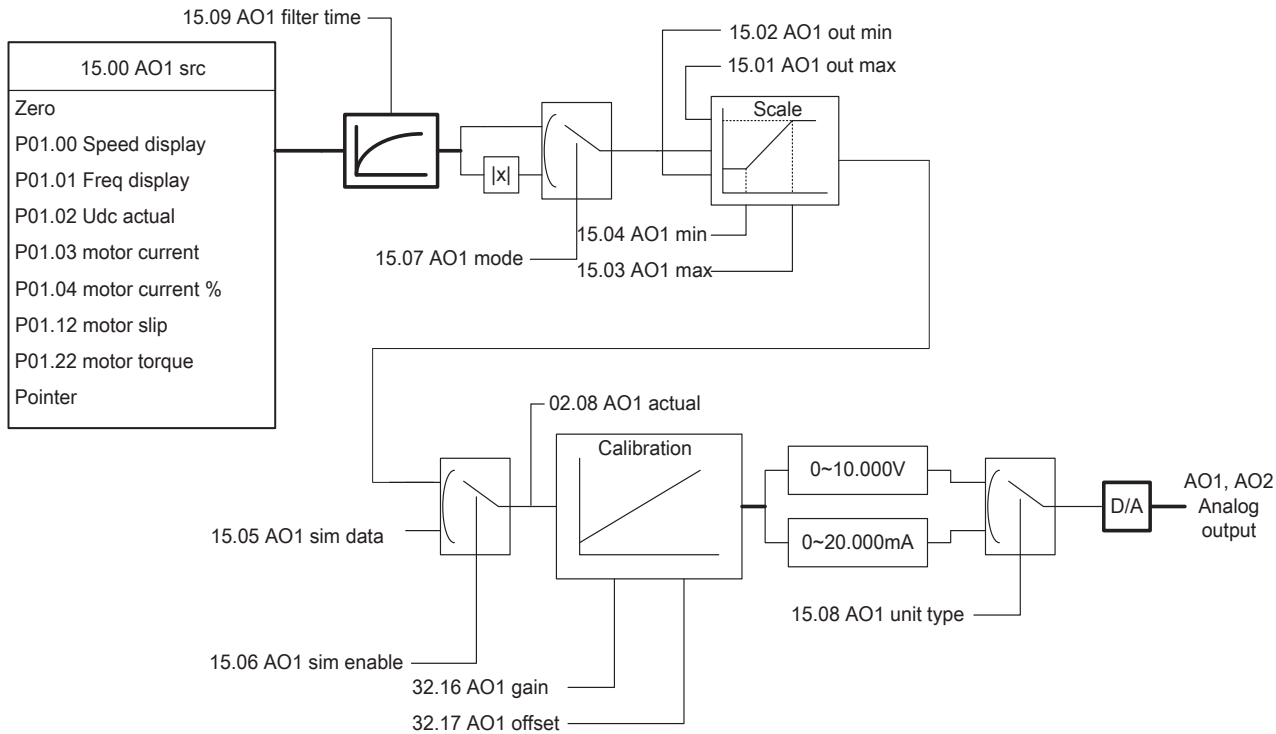 15.09 AO1 filter time
15.00 AO1 src
Zero
P01.00 Speed display
P01.01 Freq display
P01.02 Udc actual
P01.03 motor current
P01.04 motor current %
P01.12 motor slip
P01.22 motor torque
Pointer
|x|
15.07 AO1 mode
15.02 AO1 out min
15.01 AO1 out max
Scale
15.04 AO1 min
15.03 AO1 max
02.08 AO1 actual
Calibration
15.05 AO1 sim data
15.06 AO1 sim enable
32.16 AO1 gain
32.17 AO1 offset
0~10.000V
0~20.000mA
15.08 AO1 unit type
D/A
AO1, AO2
Analog
output